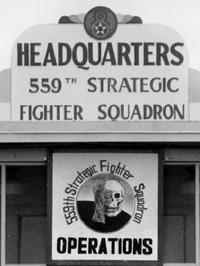 HEADQUARTERS
559TH STRATEGIC
FIGHTER SQUADRON
559th Strategic Fighter Squadron
OPERATIONS